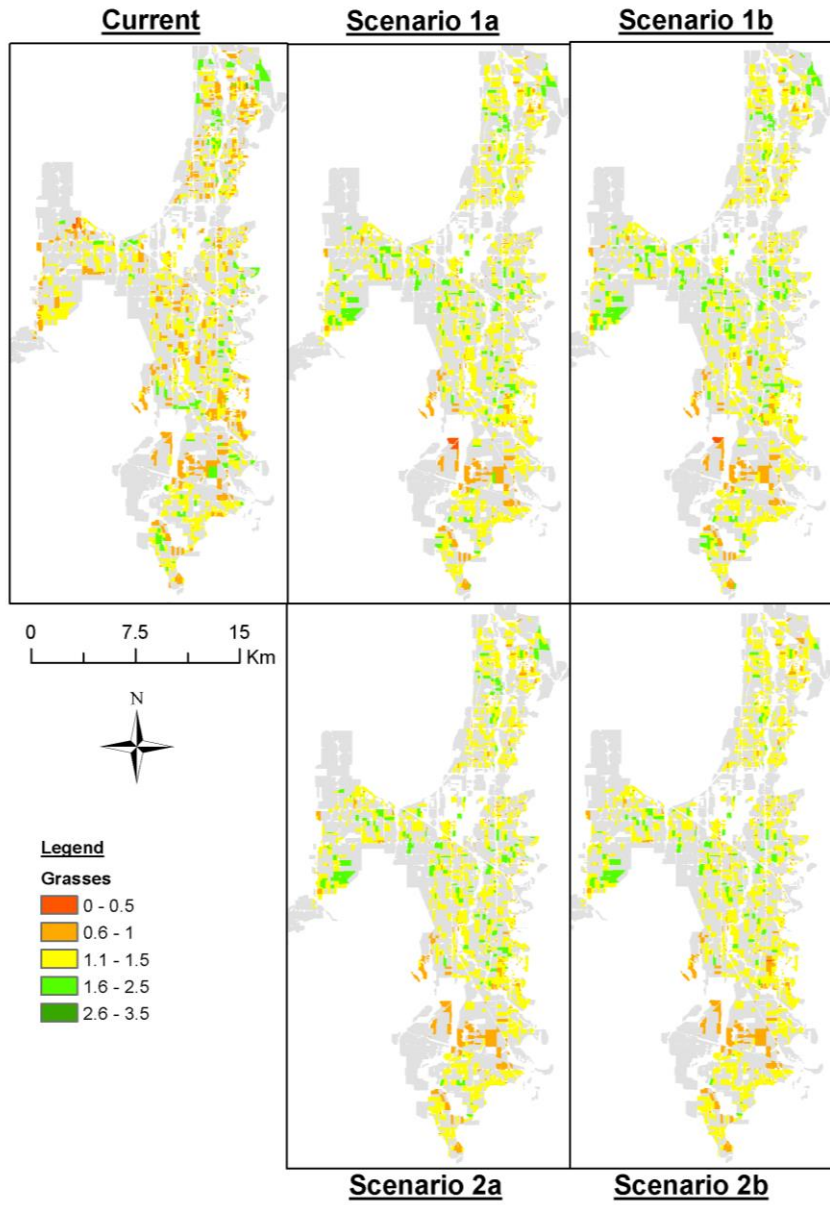 Current
Scenario 1a
Scenario 1b
0 7.5 15
Km
N
Legend
Grasses
0 - 0.5
0.6 - 1
1.1 - 1.5
1.6 - 2.5
2.6 - 3.5
Scenario 2a
Scenario 2b